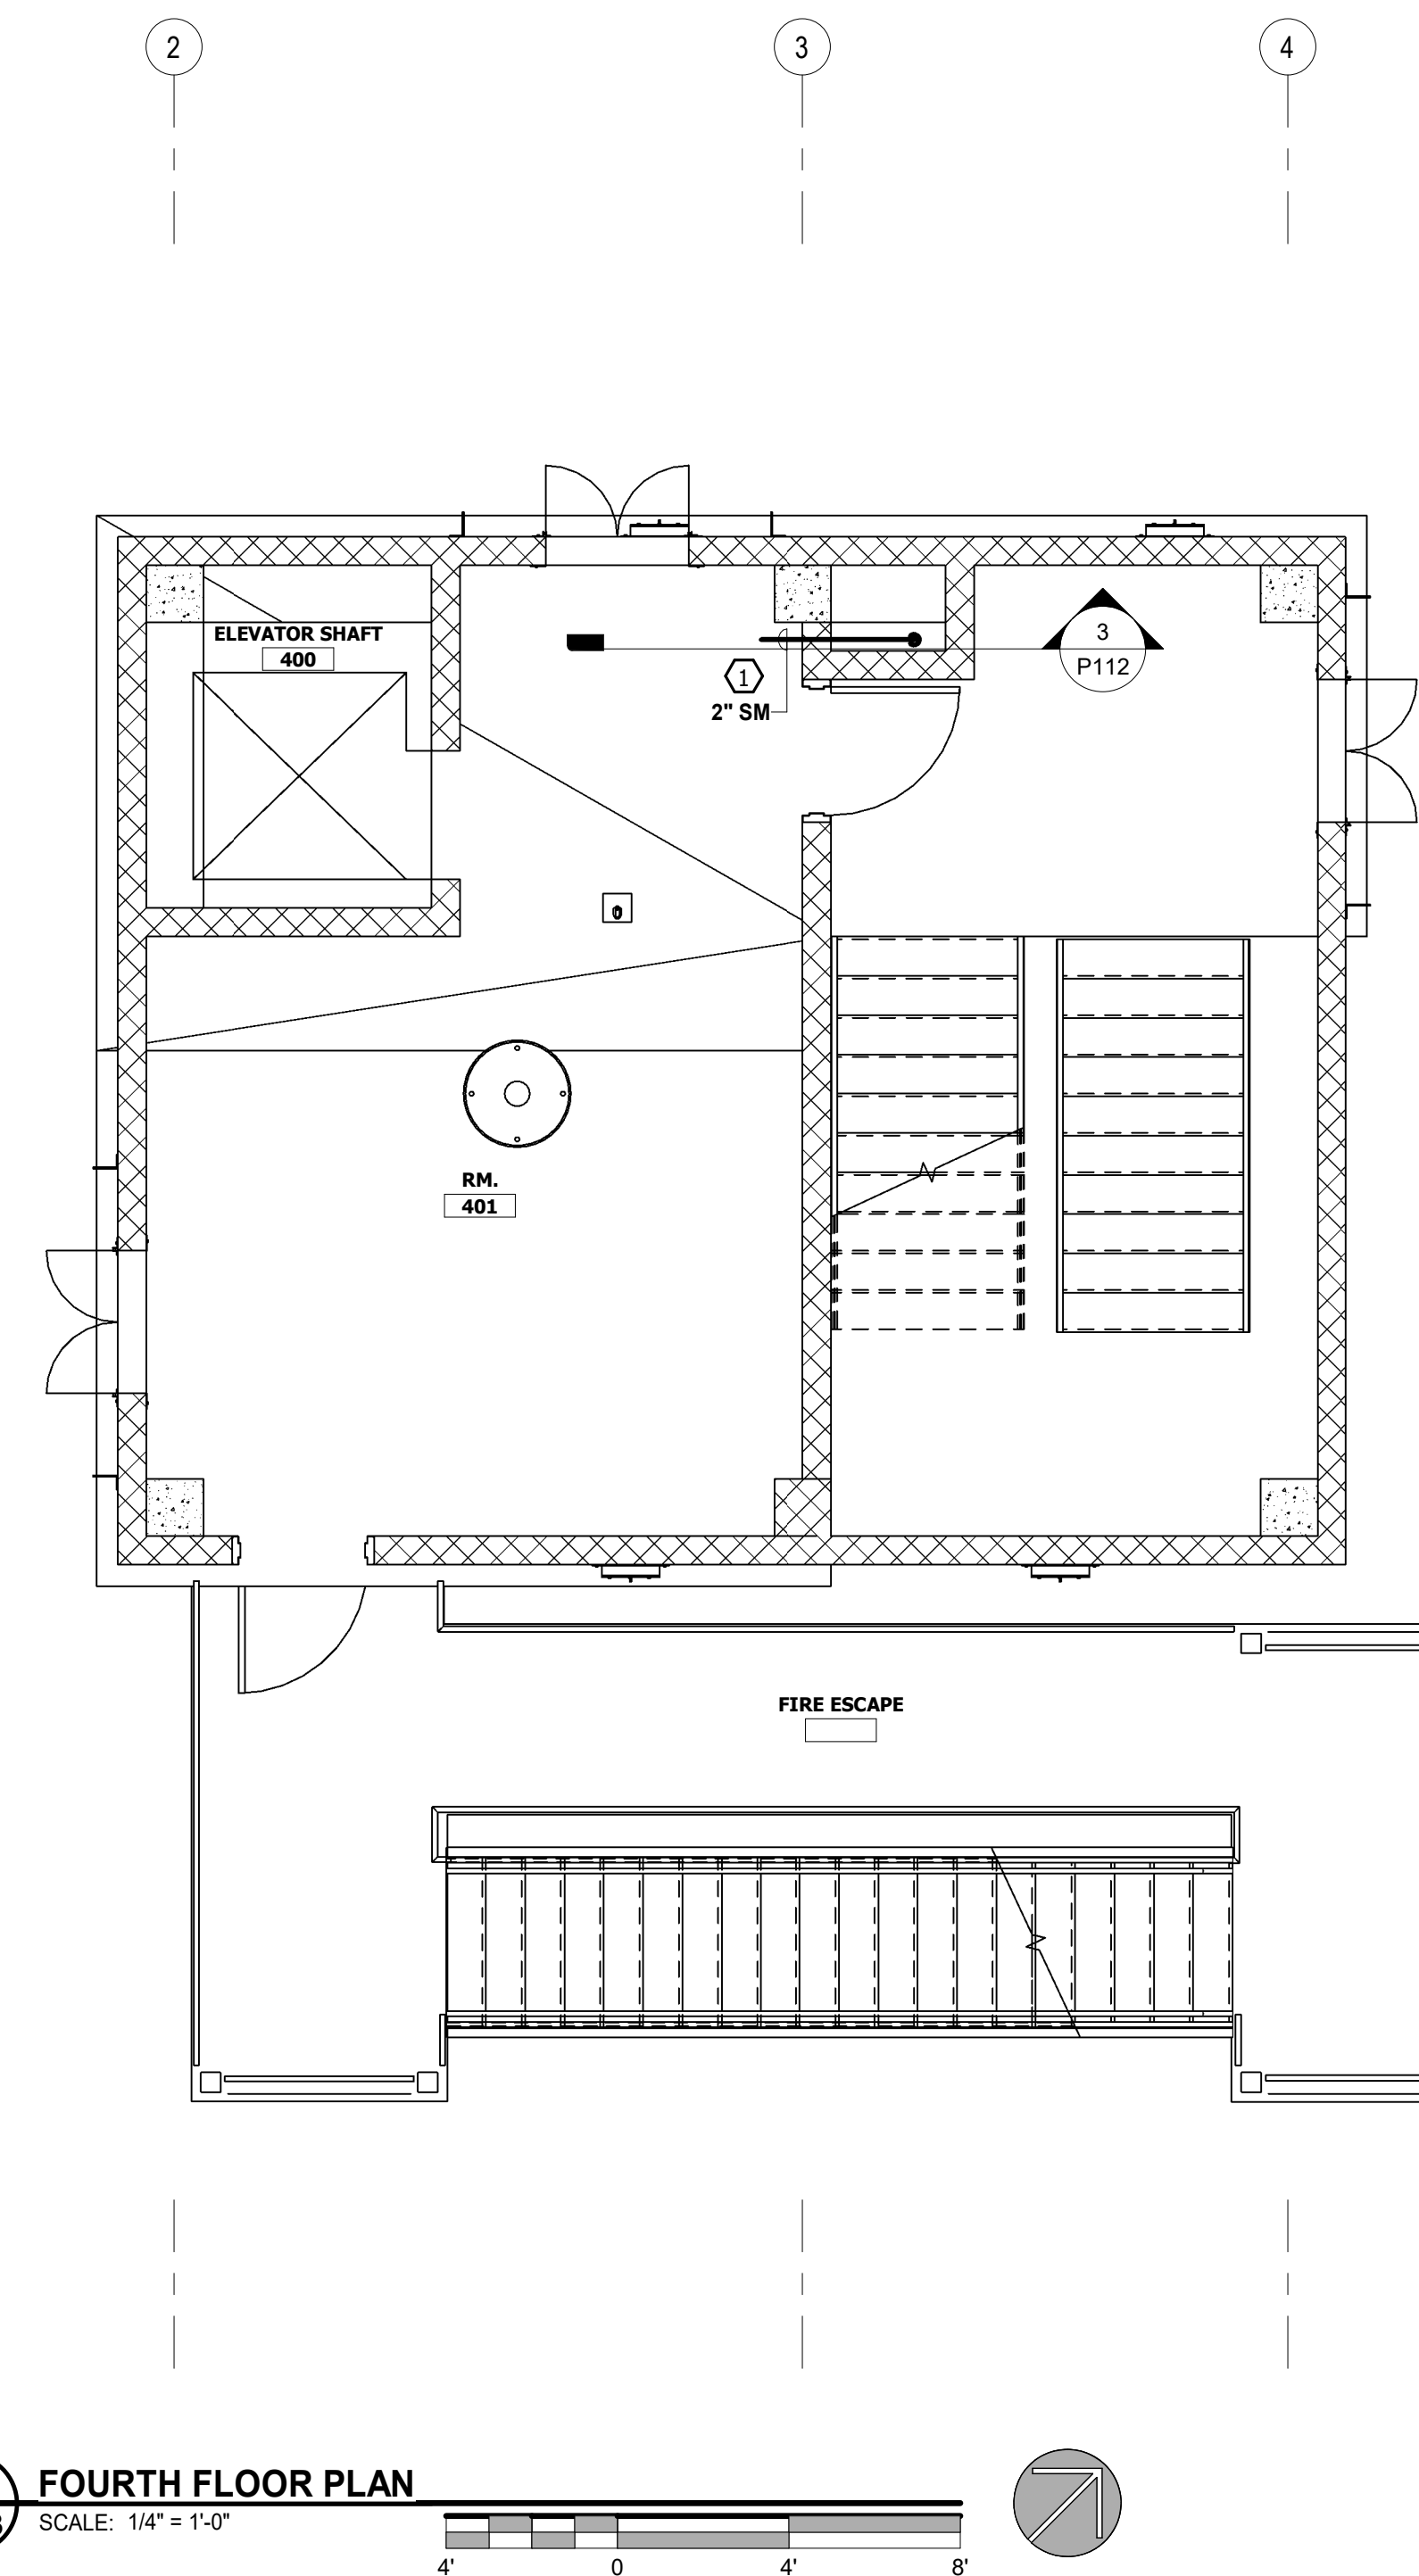 2
3
4
ELEVATOR SHAFT
400
3
P112
1
2" SM
RM.
401
FIRE ESCAPE
FOURTH FLOOR PLAN
SCALE: 1/4" = 1'-0"
4'
0
4'
8'